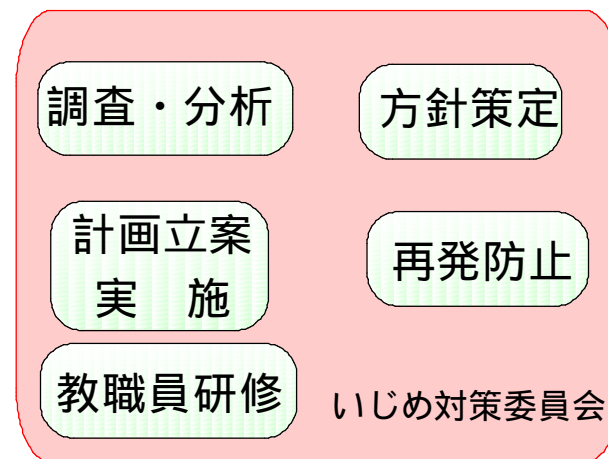 調査・分析
方針策定
計画立案
実　施
再発防止
教職員研修
いじめ対策委員会